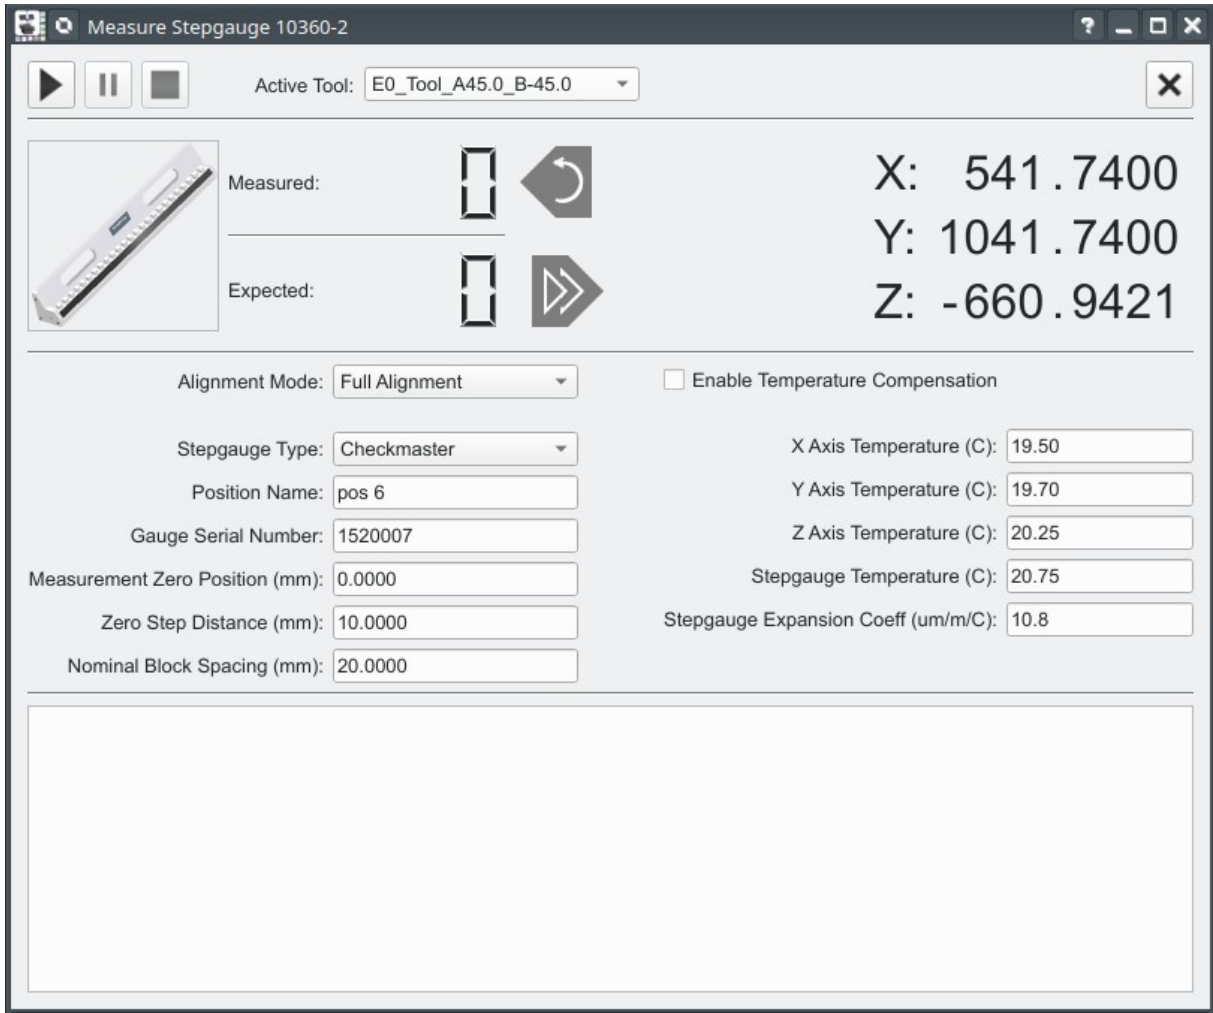 Measure Stepgauge 10360-2
Active Tool: E0_Tool_A45.0_B-45.0
Measured: 0
Expected: 0
X: 541.7400
Y: 1041.7400
Z: -660.9421
Alignment Mode: Full Alignment
Stepgauge Type: Checkmaster
Position Name: pos 6
Gauge Serial Number: 1520007
Measurement Zero Position (mm): 0.0000
Zero Step Distance (mm): 10.0000
Nominal Block Spacing (mm): 20.0000
Enable Temperature Compensation
X Axis Temperature (C): 19.50
Y Axis Temperature (C): 19.70
Z Axis Temperature (C): 20.25
Stepgauge Temperature (C): 20.75
Stepgauge Expansion Coeff (um/m/C): 10.8